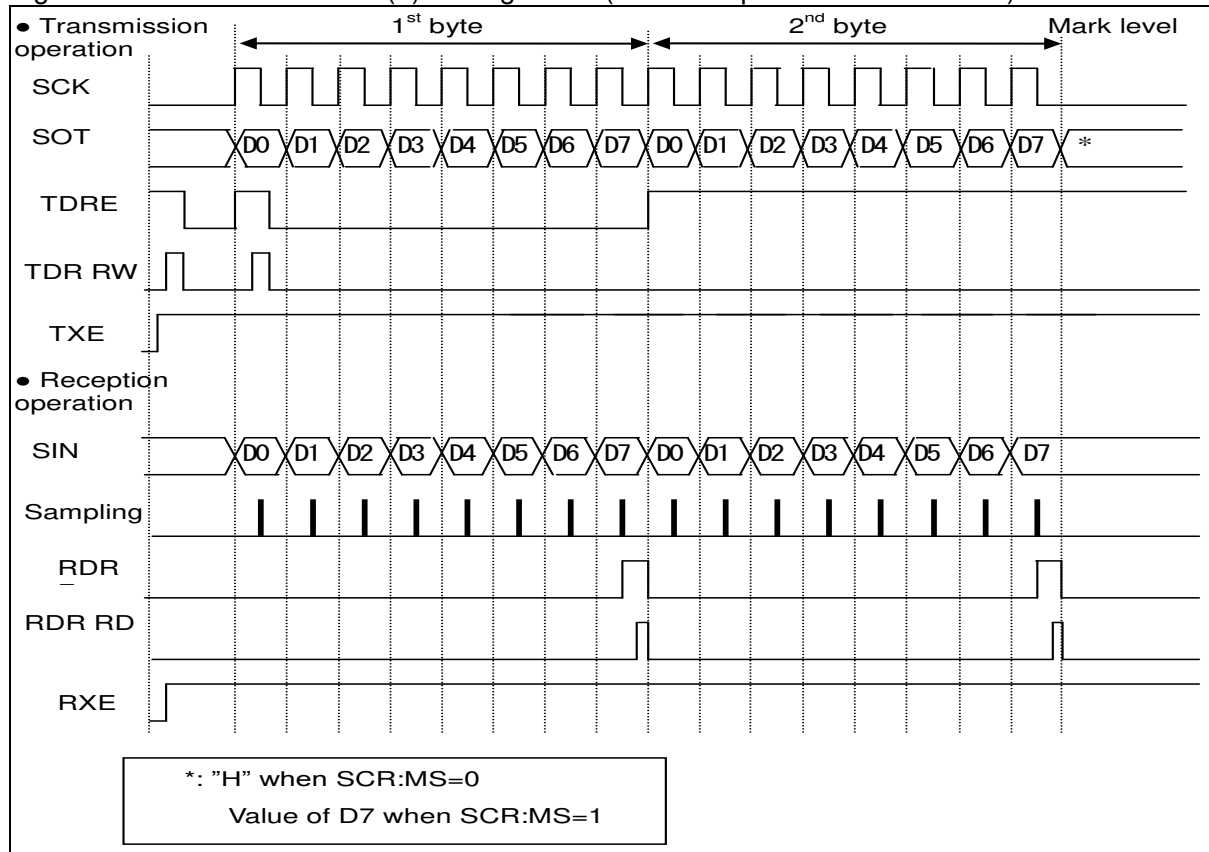 ● Transmission operation
1st byte
2nd byte
Mark level
SCK
SOT
D0 D1 D2 D3 D4 D5 D6 D7 D0 D1 D2 D3 D4 D5 D6 D7 *
TDRE
TDR RW
TXE
● Reception operation
SIN
D0 D1 D2 D3 D4 D5 D6 D7 D0 D1 D2 D3 D4 D5 D6 D7
Sampling
RDR
RDR RD
RXE
*: "H" when SCR:MS=0
Value of D7 when SCR:MS=1